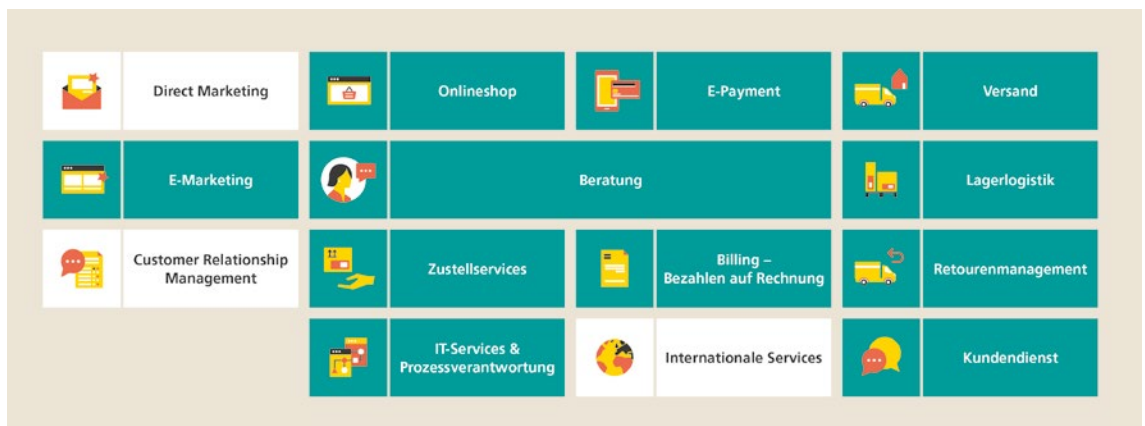 Direct Marketing
Onlineshop
E-Payment
Versand
E-Marketing
Beratung
Lagerlogistik
Customer Relationship
Management
Zustellservices
Billing –
Bezahlen auf Rechnung
Retourenmanagement
IT-Services &
Prozessverantwortung
Internationale Services
Kundendienst